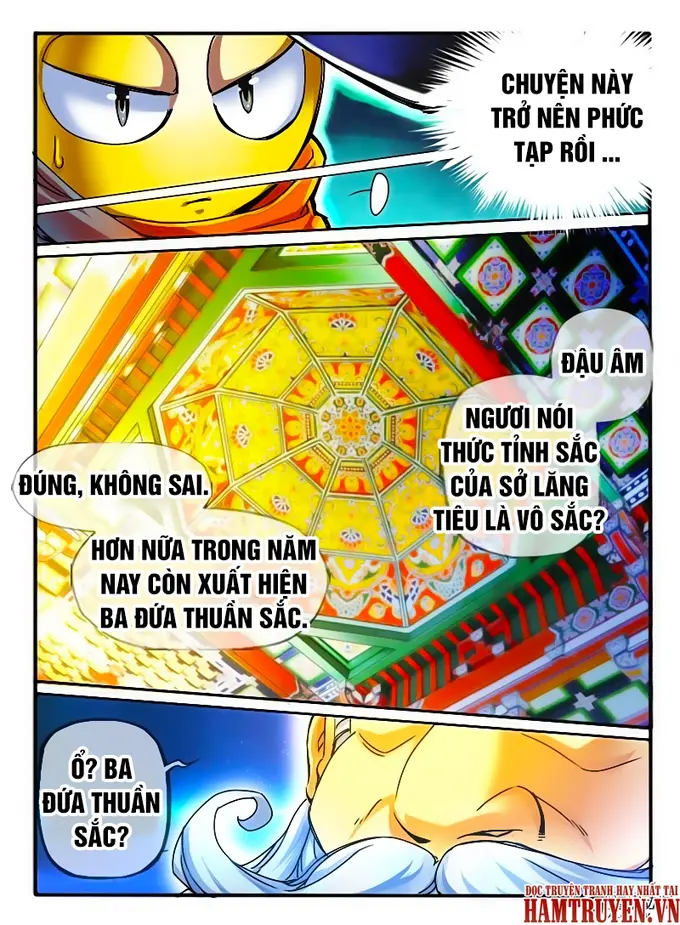 CHUYỆN NÀY
TRỞ NÊN PHỨC
TẠP RỒI ...
ĐẬU ÂM
NGƯƠI NÓI
THỨC TỈNH SẮC
CỦA SỞ LĂNG
TIÊU LÀ VÔ SẮC?
ĐÚNG, KHÔNG SAI.
HƠN NỮA TRONG NĂM
NAY CÒN XUẤT HIỆN
BA ĐỨA THUẦN SẮC.
Ổ? BA
ĐỨA THUẦN
SẮC?
ĐỌC TRUYỆN TRANH HAY NHẤT TẠI
HAMTRUYEN.VN